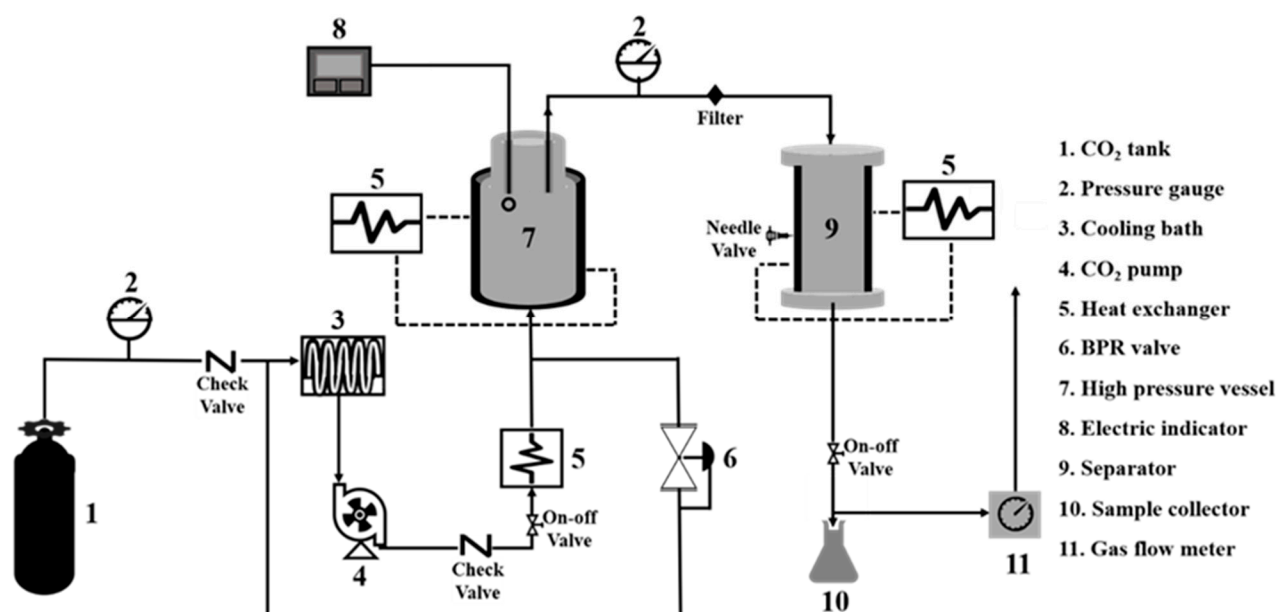 8
2
Filter
5
7
Needle
Valve
9
5
2
3
Check
Valve
1
4
Check
Valve
On-off
Valve
5
6
On-off
Valve
10
11
1. CO₂ tank
2. Pressure gauge
3. Cooling bath
4. CO₂ pump
5. Heat exchanger
6. BPR valve
7. High pressure vessel
8. Electric indicator
9. Separator
10. Sample collector
11. Gas flow meter